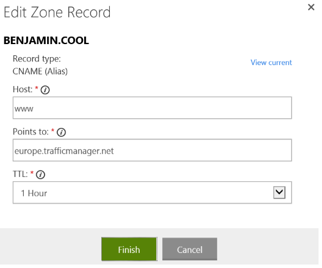 Edit Zone Record
BENJAMIN.COOL
Record type:
CNAME (Alias)
View current
Host: *
www
Points to: *
europe.trafficmanager.net
TTL: *
1 Hour
Finish
Cancel